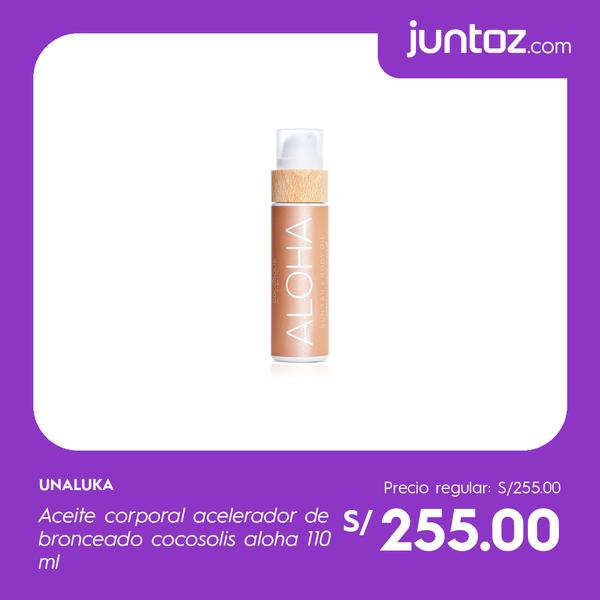 juntoz.com
ALOHA
UNALUKA
Aceite corporal acelerador de
bronceado cocosolis aloha 110
ml
Precio regular: S/255.00
S/ 255.00